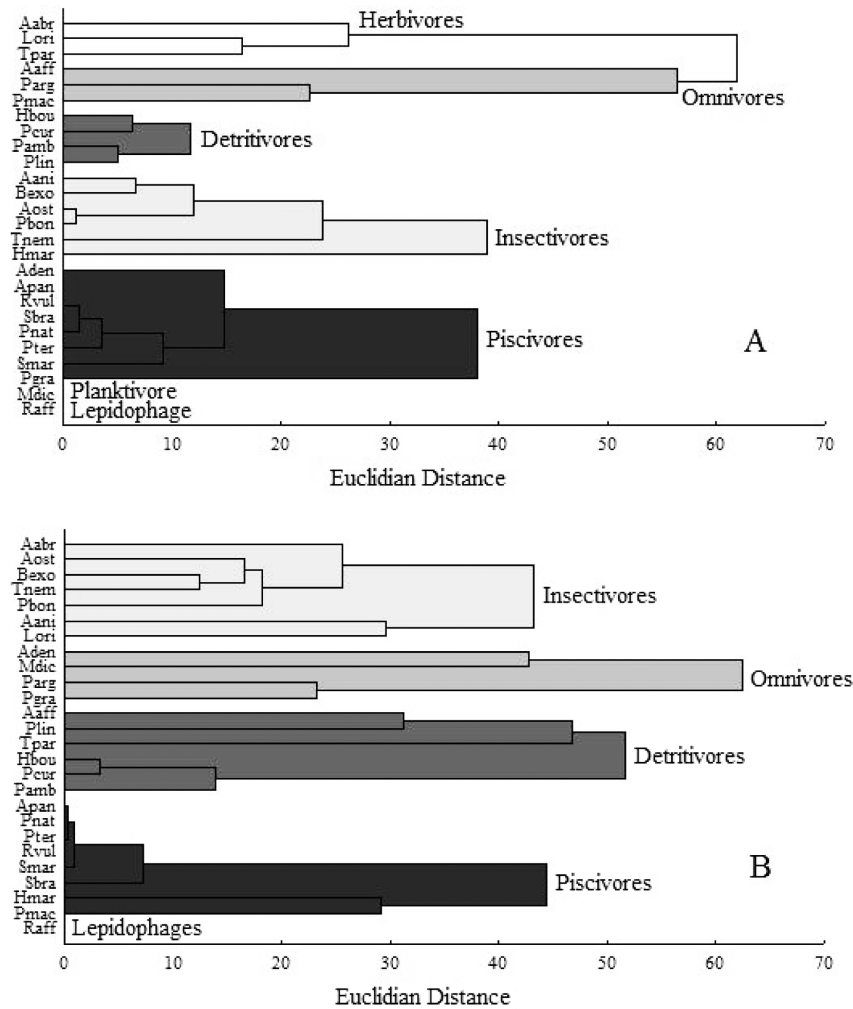 Aabr
Herbivores
Lori
Tpar
Aaff
Parg
Pmac
Omnivores
Hbou
Pcur
Detritivores
Pamb
Plin
Aani
Bexo
Aost
Pbon
Tnem
Insectivores
Hmar
Aden
Apan
Rvul
Sbra
Pnat
Piscivores
A
Pter
Smar
Pgra
Planktivore
Mdic
Lepidophage
Raff
0 10 20 30 40 50 60 70
Euclidian Distance
Aabr
Aost
Bexo
Tnem
Insectivores
Pbon
Aani
Lori
Aden
Mdic
Omnivores
Parg
Pgra
Aaff
Plin
Tpar
Detritivores
Hbou
Pcur
Pamb
Apan
Pnat
Pter
Rvul
Smar
B
Sbra
Piscivores
Hmar
Pmac
Raff
Lepidophages
0 10 20 30 40 50 60 70
Euclidian Distance